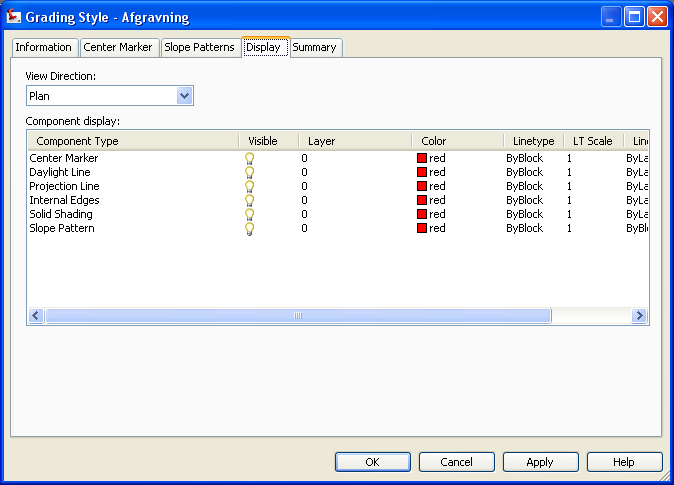 Grading Style - Afgravning
Information Center Marker Slope Patterns Display Summary
View Direction:
Plan
Component display:
Component Type Visible Layer Color Linetype LT Scale Line
Center Marker 0 red ByBlock 1 ByLa
Daylight Line 0 red ByBlock 1 ByLa
Projection Line 0 red ByBlock 1 ByLa
Internal Edges 0 red ByBlock 1 ByLa
Solid Shading 0 red ByBlock 1 ByLa
Slope Pattern 0 red ByBlock 1 ByBlo
OK Cancel Apply Help